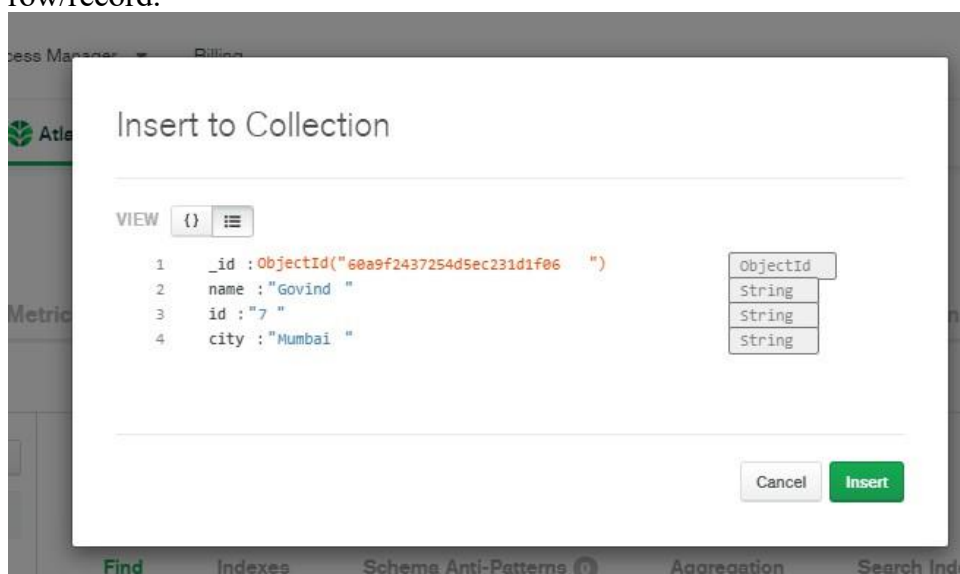 row/record.
cess Manager Billing
Insert to Collection
Atla
VIEW {}
1 _id : ObjectId("60a9f2437254d5ec231d1f06 ") ObjectId
2 name : "Govind " String
3 id : "7 " String
4 city : "Mumbai " String
Metric
Cancel Insert
Find Indexes Schema Anti-Patterns 0 Aggregation Search Ind